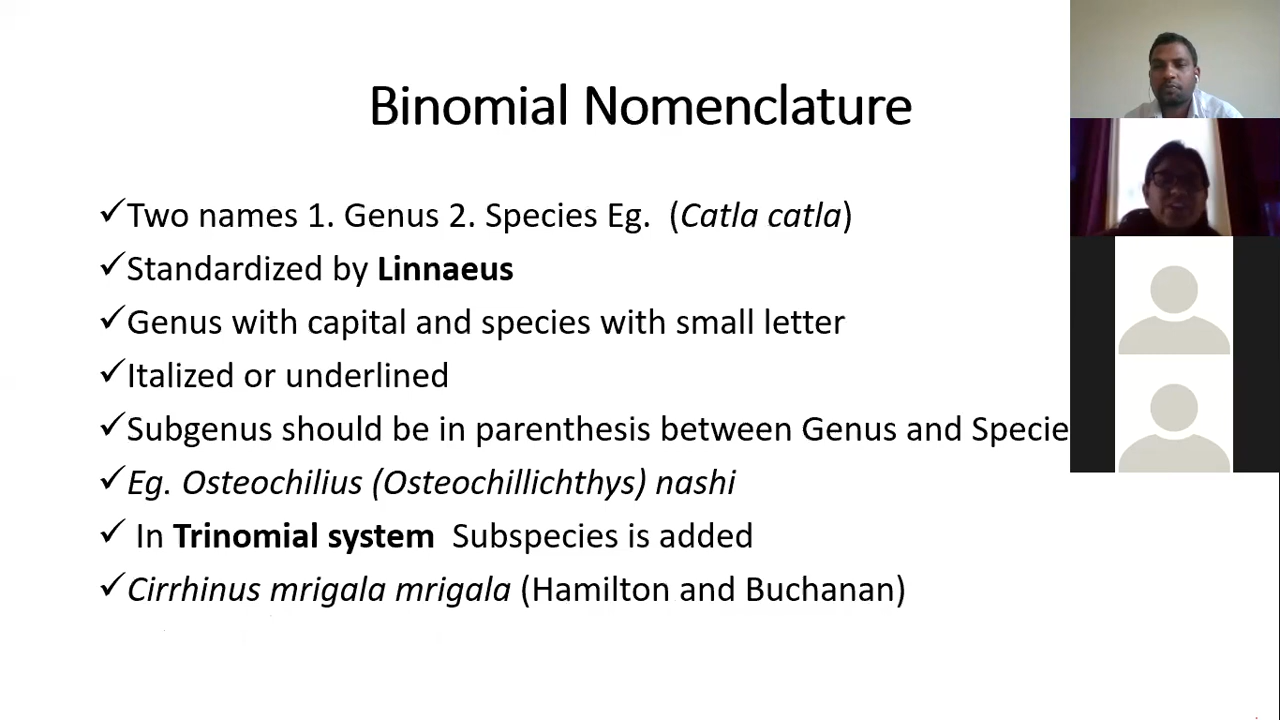 Binomial Nomenclature
✓Two names 1. Genus 2. Species Eg. (Catla catla)
✓Standardized by Linnaeus
✓Genus with capital and species with small letter
✓Italized or underlined
✓Subgenus should be in parenthesis between Genus and Specie
✓Eg. Osteochilius (Osteochillichthys) nashi
✓ In Trinomial system Subspecies is added
✓Cirrhinus mrigala mrigala (Hamilton and Buchanan)